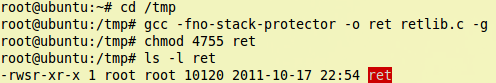 root@ubuntu:~# cd /tmp
root@ubuntu:/tmp# gcc -fno-stack-protector -o ret retlib.c -g
root@ubuntu:/tmp# chmod 4755 ret
root@ubuntu:/tmp# ls -l ret
-rwsr-xr-x 1 root root 10120 2011-10-17 22:54 ret